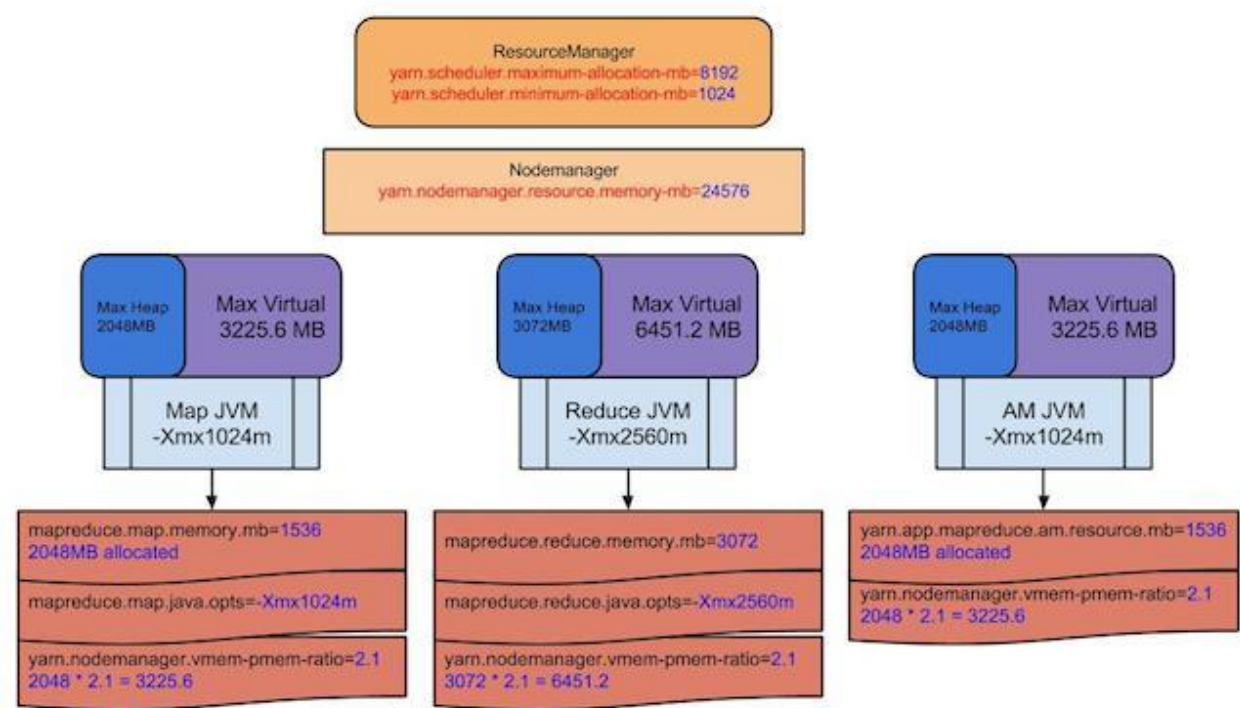 ResourceManager
yarn.scheduler.maximum-allocation-mb=8192
yarn.scheduler.minimum-allocation-mb=1024
Nodemanager
yarn.nodemanager.resource.memory-mb=24576
Max Heap
2048MB
Max Virtual
3225.6 MB
Map JVM
-Xmx1024m
mapreduce.map.memory.mb=1536
2048MB allocated
mapreduce.map.java.opts=-Xmx1024m
yarn.nodemanager.vmem-pmem-ratio=2.1
2048 * 2.1 = 3225.6
Max Heap
3072MB
Max Virtual
6451.2 MB
Reduce JVM
-Xmx2560m
mapreduce.reduce.memory.mb=3072
mapreduce.reduce.java.opts=-Xmx2560m
yarn.nodemanager.vmem-pmem-ratio=2.1
3072 * 2.1 = 6451.2
Max Heap
2048MB
Max Virtual
3225.6 MB
AM JVM
-Xmx1024m
yarn.app.mapreduce.am.resource.mb=1536
2048MB allocated
yarn.nodemanager.vmem-pmem-ratio=2.1
2048 * 2.1 = 3225.6